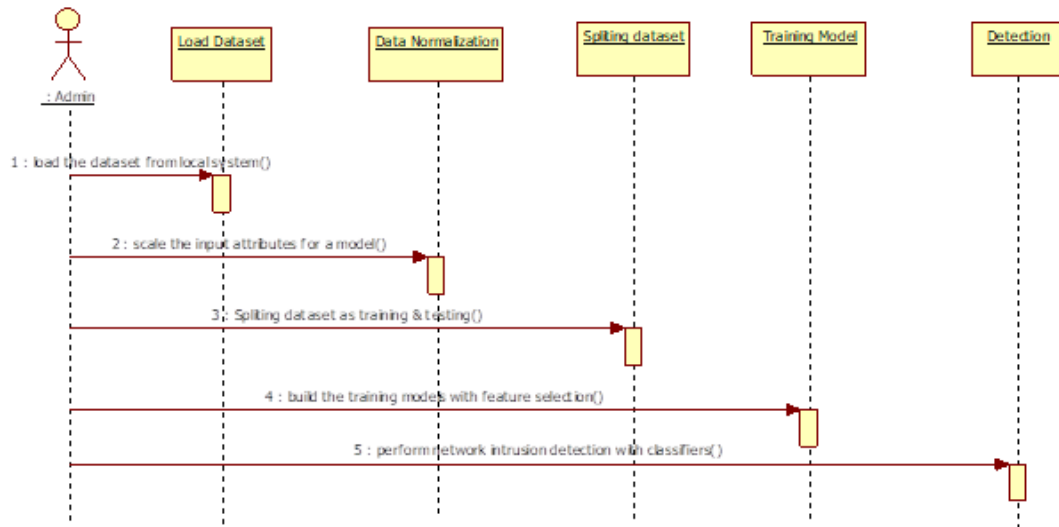 Load Dataset
Data Normalization
Spliting dataset
Training Model
Detection
: Admin
1 : load the dataset from local system()
2 : scale the input attributes for a model()
3 : Spliting dataset as training & testing()
4 : build the training models with feature selection()
5 : perform network intrusion detection with classifiers()